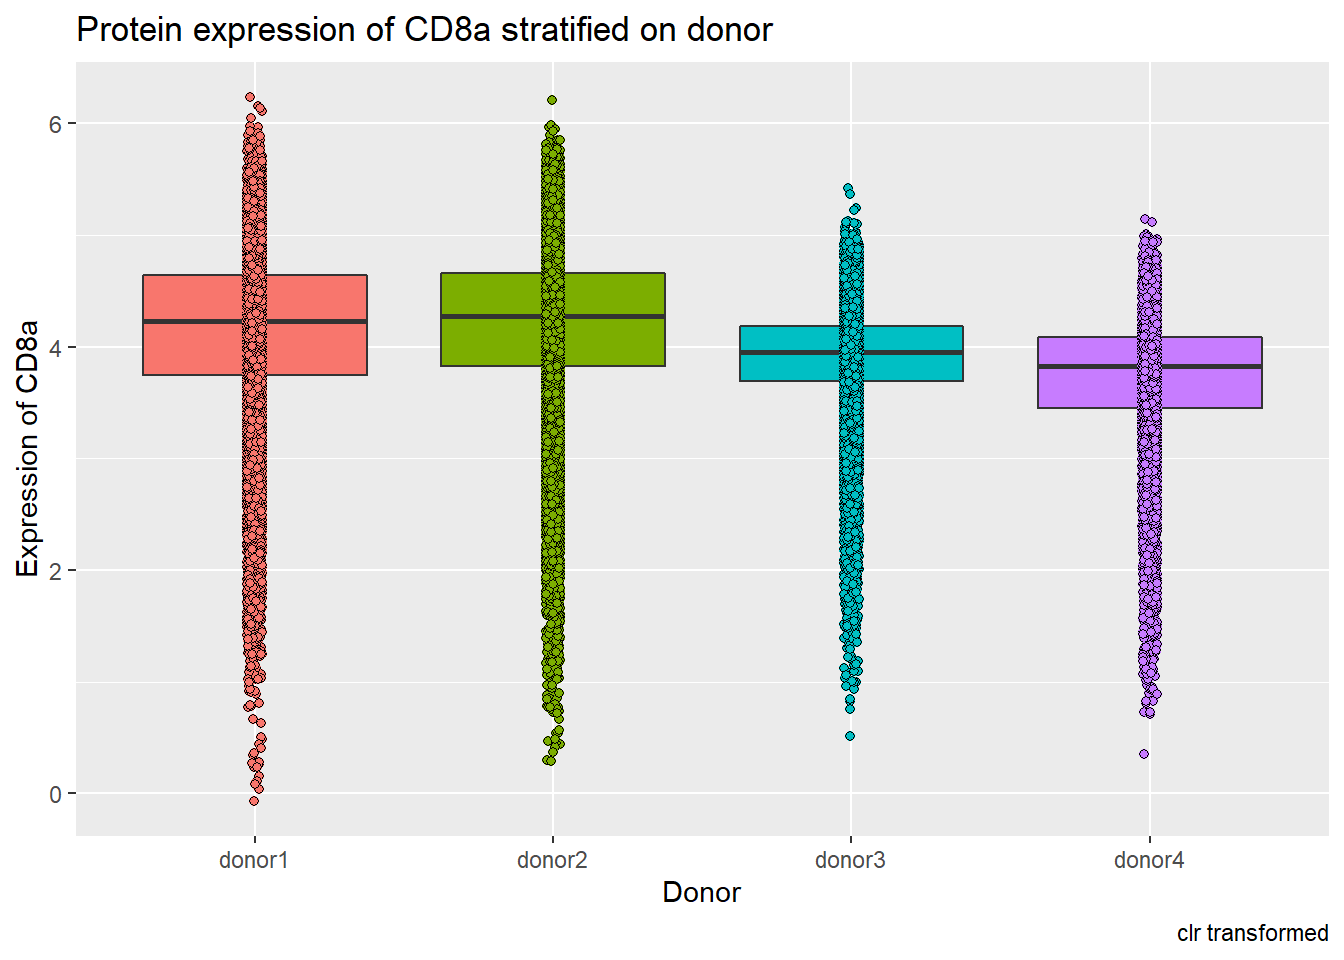 Protein expression of CD8a stratified on donor
Expression of CD8a
6
4
2
0
donor1 donor2 donor3 donor4
Donor
clr transformed